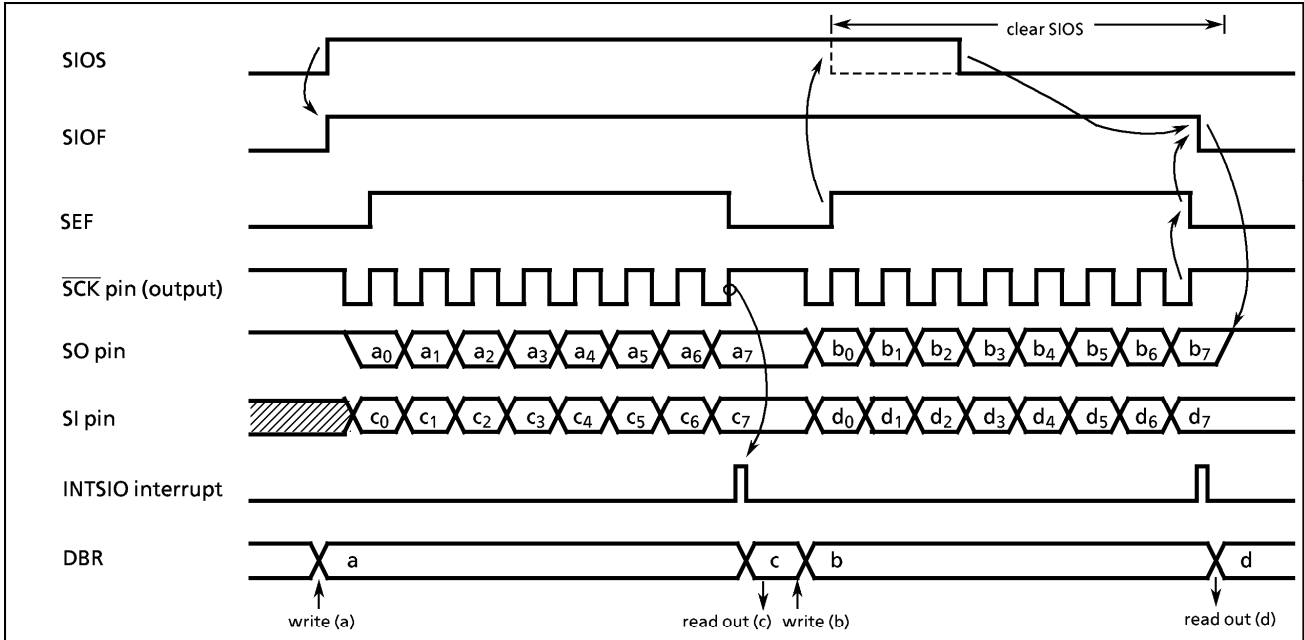 clear SIOS
SIOS
SIOF
SEF
S̅C̅K̅ pin (output)
SO pin a0 a1 a2 a3 a4 a5 a6 a7 b0 b1 b2 b3 b4 b5 b6 b7
SI pin c0 c1 c2 c3 c4 c5 c6 c7 d0 d1 d2 d3 d4 d5 d6 d7
INTSIO interrupt
DBR a c b d
write (a) read out (c) write (b) read out (d)